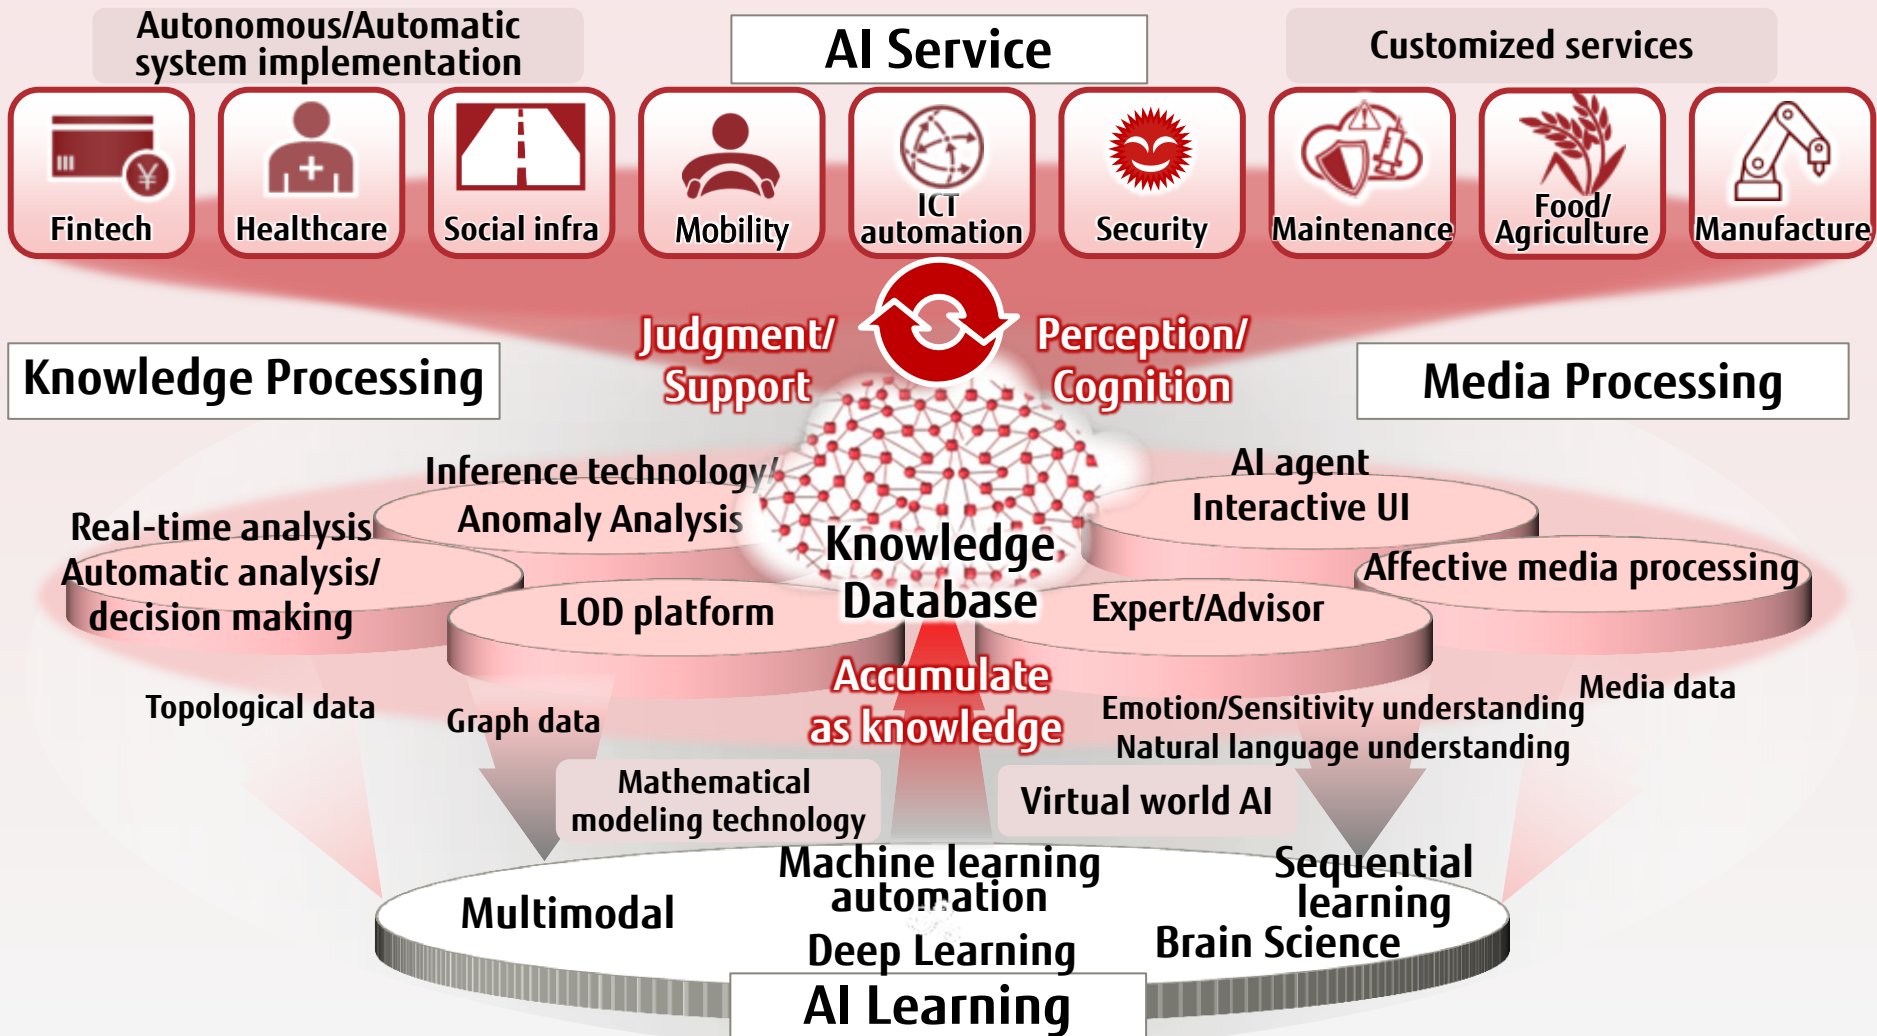 Autonomous/Automatic
system implementation
AI Service
Customized services
¥
Fintech
Healthcare
Social infra
Mobility
ICT
automation
Security
Maintenance
Food/
Agriculture
Manufacture
Judgment/
Support
Perception/
Cognition
Knowledge Processing
Media Processing
Inference technology/
Anomaly Analysis
Real-time analysis
Automatic analysis/
decision making
LOD platform
Knowledge
Database
AI agent
Interactive UI
Affective media processing
Expert/Advisor
Accumulate
as knowledge
Topological data
Graph data
Emotion/Sensitivity understanding
Natural language understanding
Media data
Mathematical
modeling technology
Virtual world AI
Multimodal
Machine learning
automation
Deep Learning
Sequential
learning
Brain Science
AI Learning